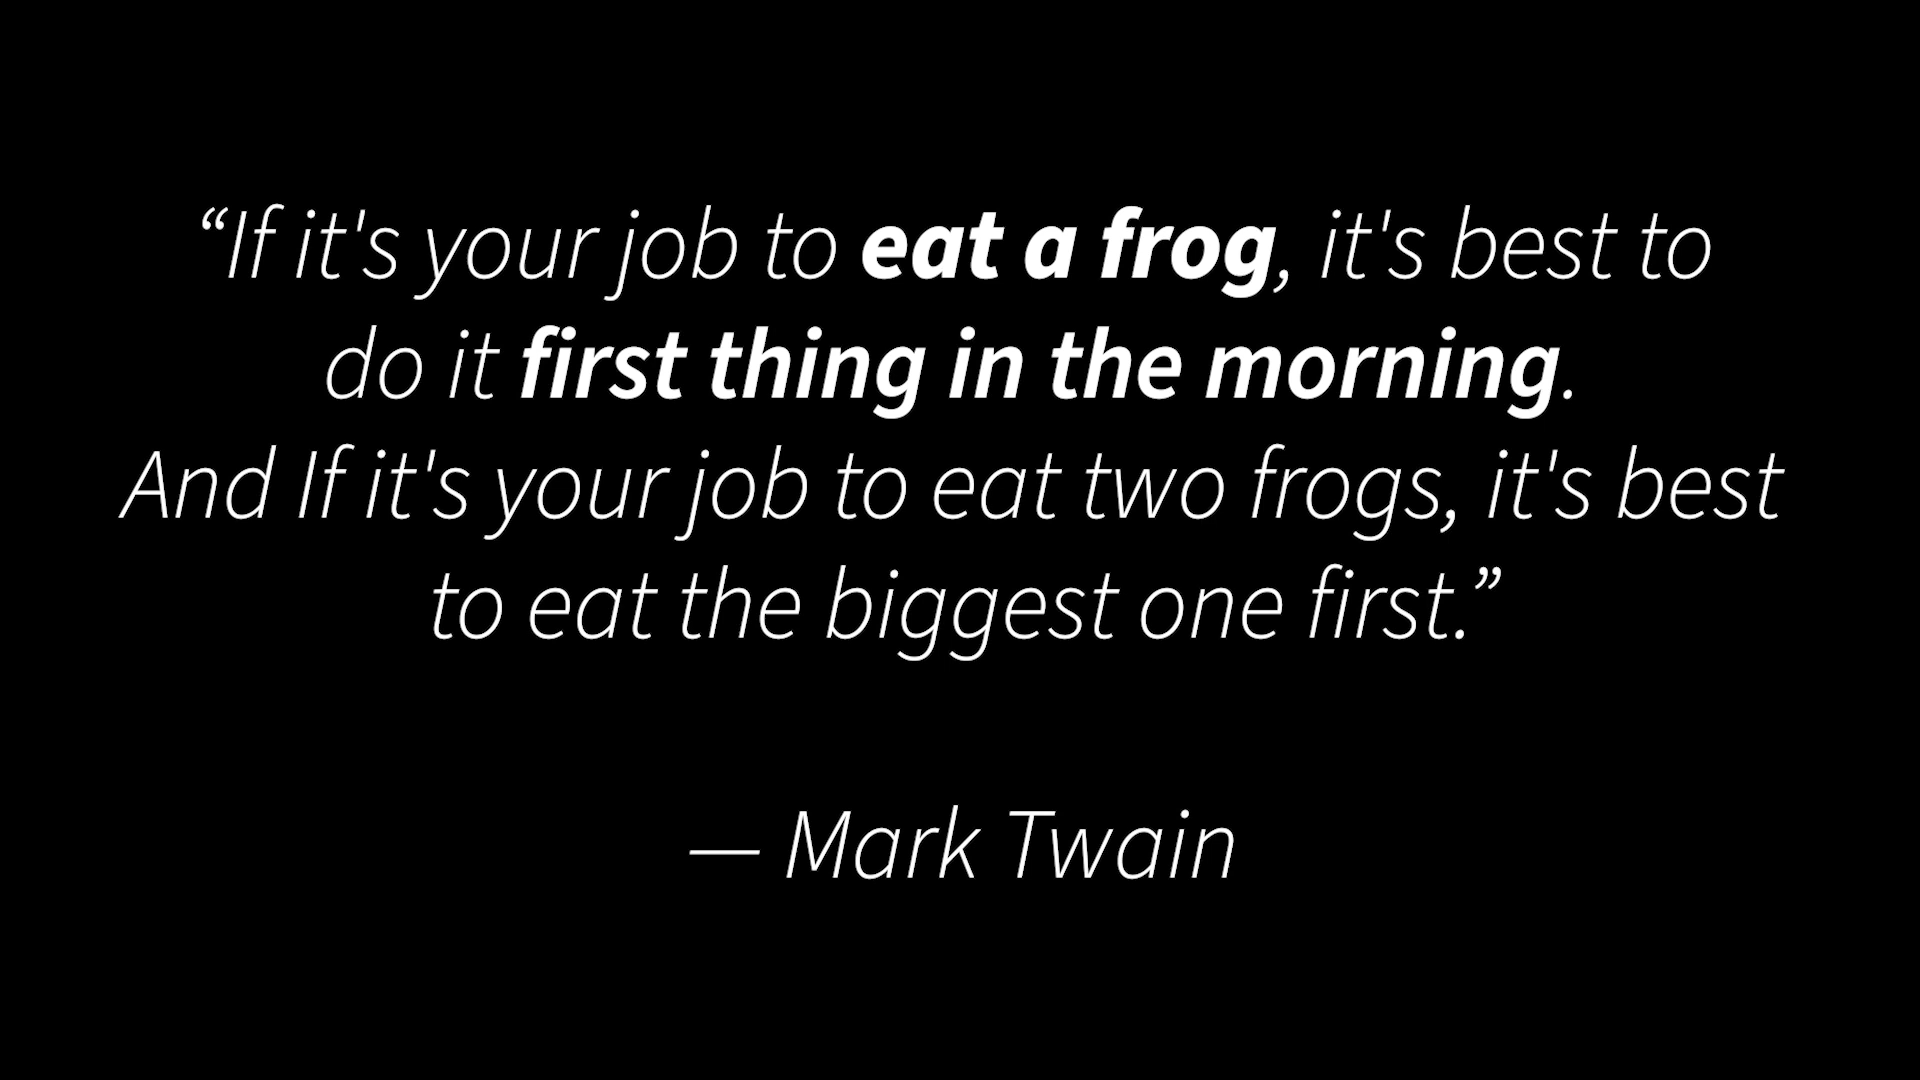 “If it's your job to eat a frog, it's best to
do it first thing in the morning.
And If it's your job to eat two frogs, it's best
to eat the biggest one first.”
— Mark Twain